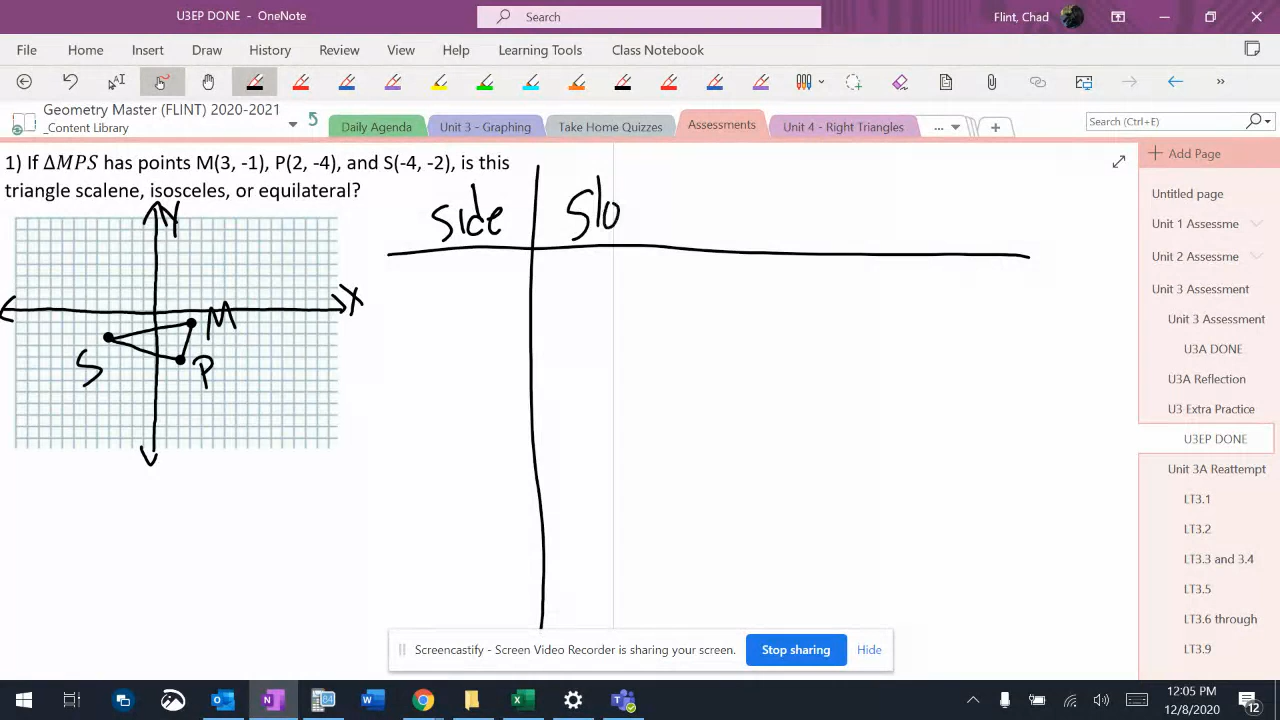 U3EP DONE - OneNote
Search
Flint, Chad
File Home Insert Draw History Review View Help Learning Tools Class Notebook
Geometry Master (FLINT) 2020-2021
_Content Library
Daily Agenda
Unit 3 - Graphing
Take Home Quizzes
Assessments
Unit 4 - Right Triangles
...
Search (Ctrl+E)
Add Page
1) If ΔMPS has points M(3, -1), P(2, -4), and S(-4, -2), is this
triangle scalene, isosceles, or equilateral?
Y
X
M
S
P
side
Slo
Untitled page
Unit 1 Assessme
Unit 2 Assessme
Unit 3 Assessment
Unit 3 Assessment
U3A DONE
U3A Reflection
U3 Extra Practice
U3EP DONE
Unit 3A Reattempt
LT3.1
LT3.2
LT3.3 and 3.4
LT3.5
LT3.6 through
LT3.9
Screencastify - Screen Video Recorder is sharing your screen.
Stop sharing
Hide
12:05 PM
12/8/2020
12